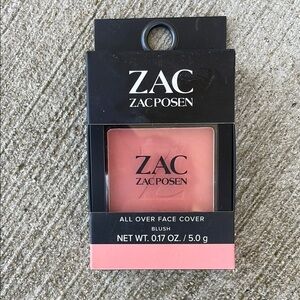 ZAC
ZAC POSEN
ZAC
ZAC POSEN
ALL OVER FACE COVER
BLUSH
NET WT. 0.17 OZ. / 5.0 g